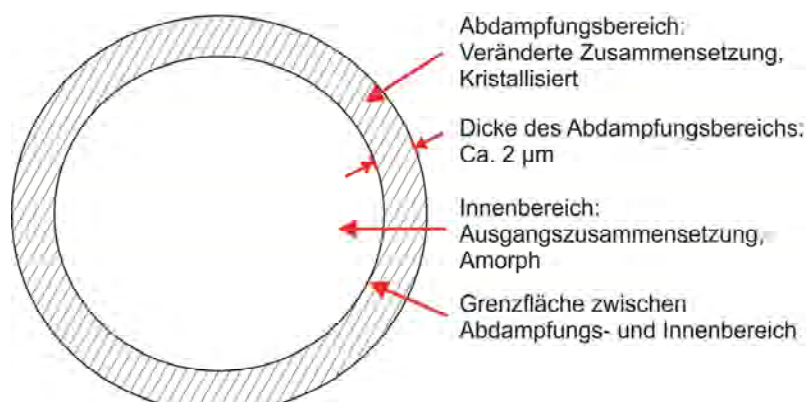 Abdampfungsbereich:
Veränderte Zusammensetzung,
Kristallisiert
Dicke des Abdampfungsbereichs:
Ca. 2 µm
Innenbereich:
Ausgangszusammensetzung,
Amorph
Grenzfläche zwischen
Abdampfungs- und Innenbereich